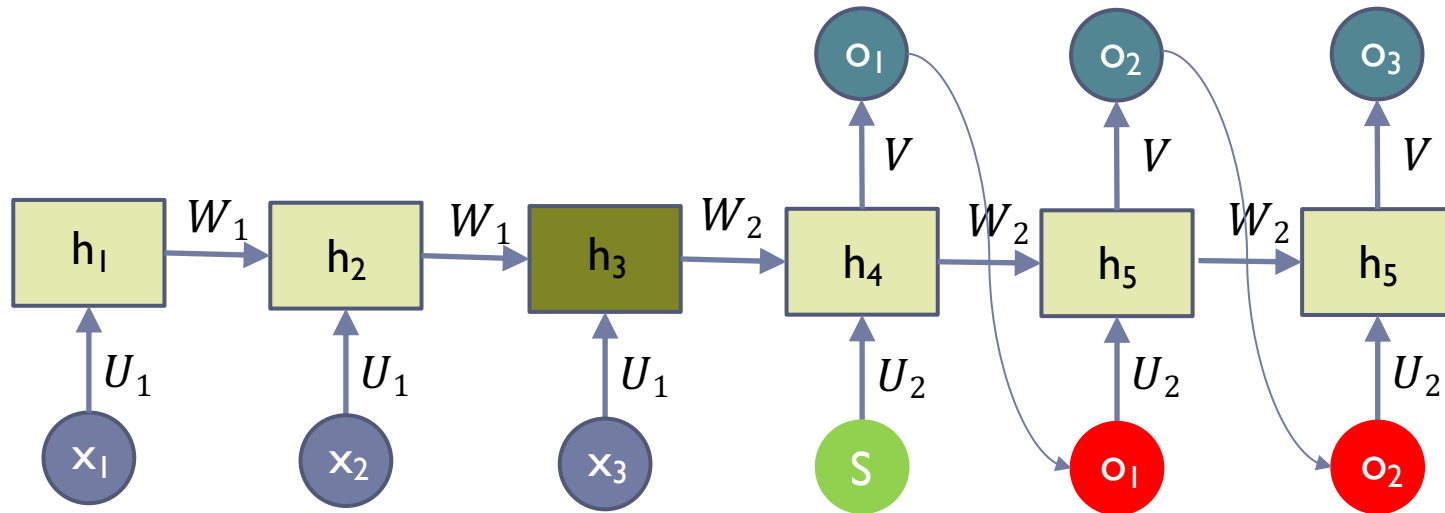 o₁ o₂ o₃
V V V
W₁ W₁ W₂ W₂ W₂
h₁ h₂ h₃ h₄ h₅ h₅
U₁ U₁ U₁ U₂ U₂ U₂
x₁ x₂ x₃ S o₁ o₂